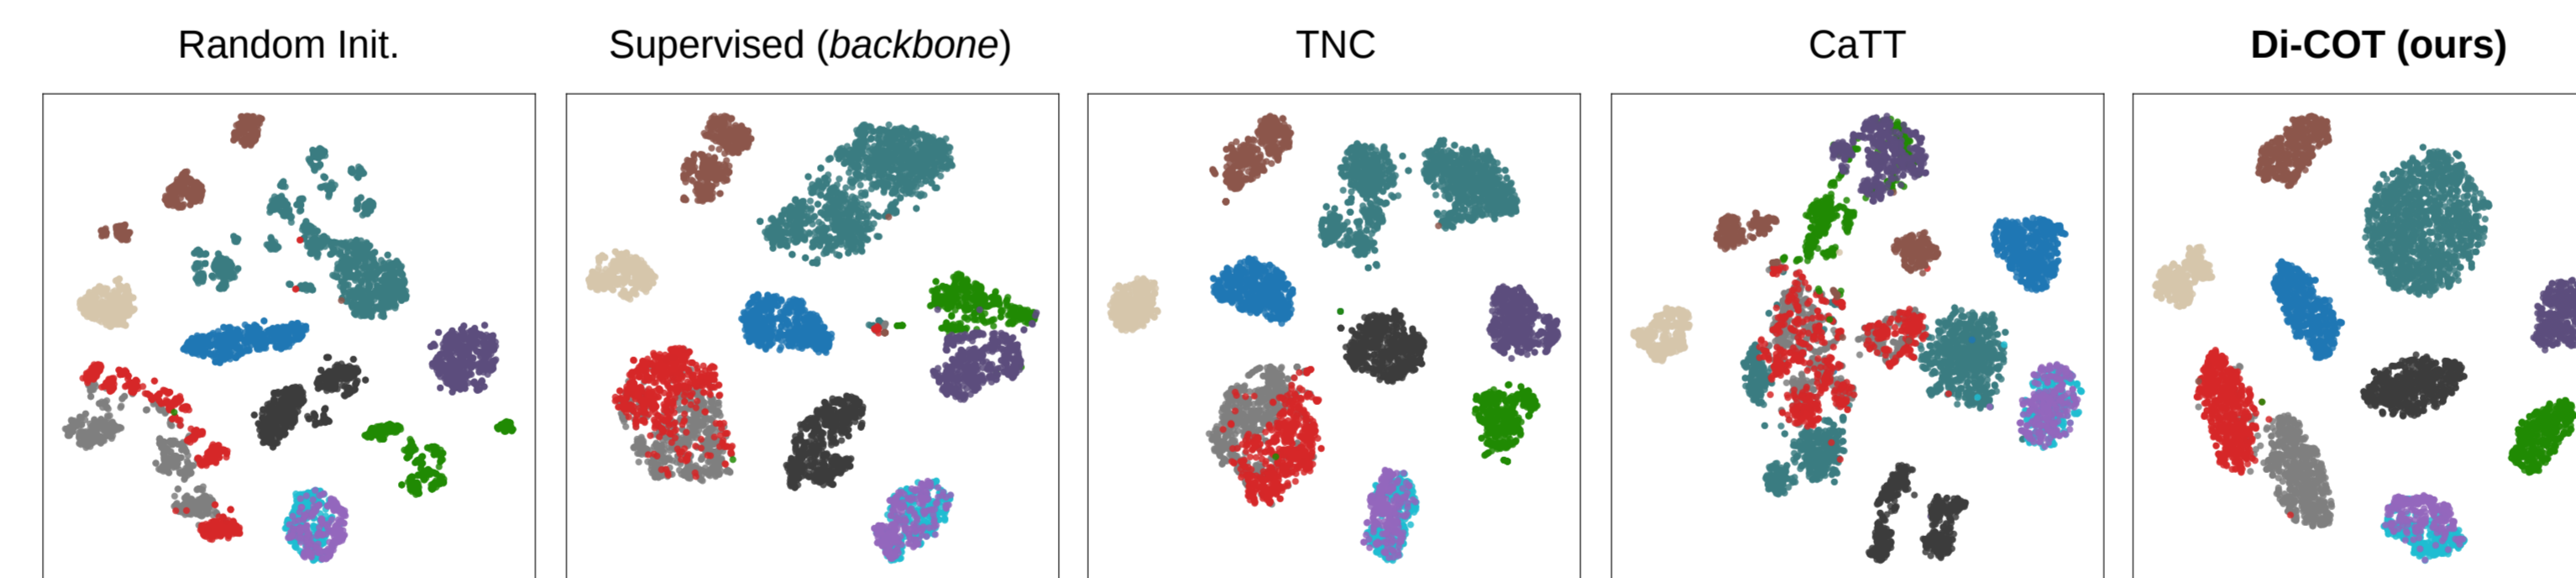 Random Init. Supervised (backbone) TNC CaTT Di-COT (ours)